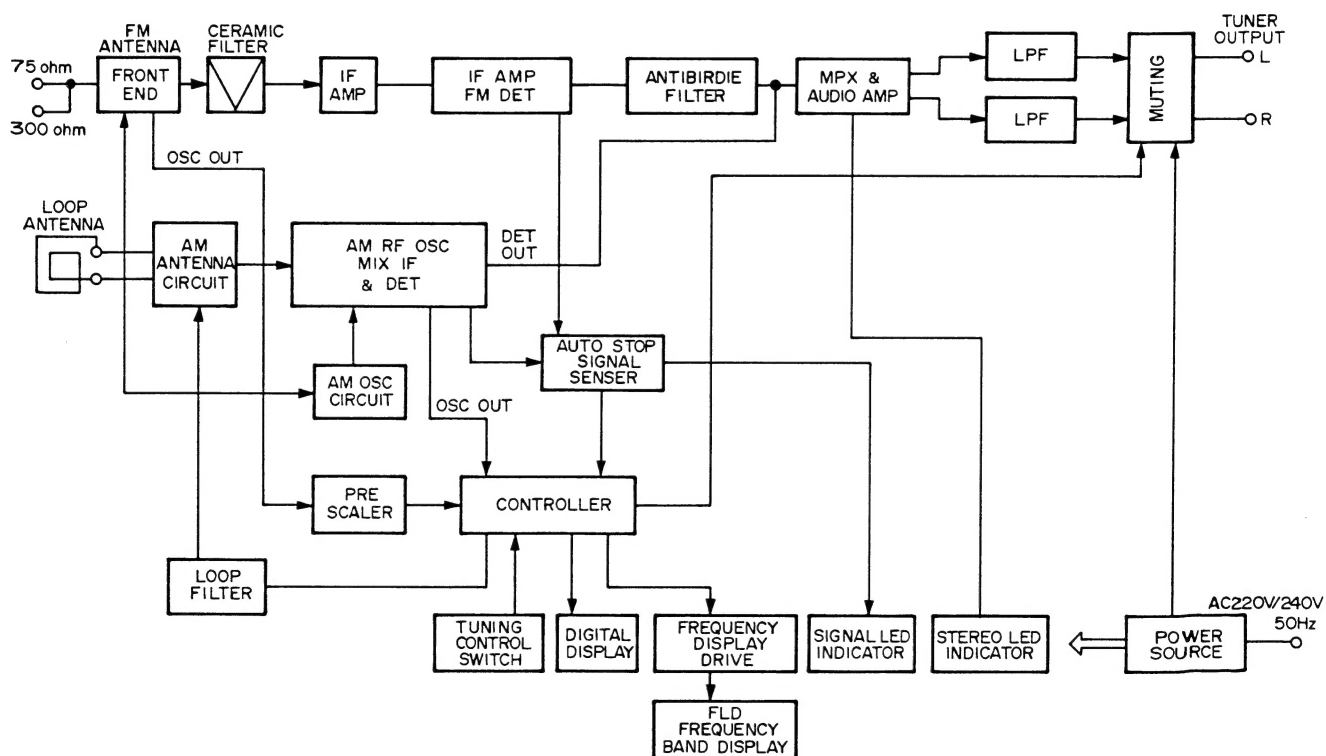 FM
ANTENNA
CERAMIC
FILTER
TUNER
OUTPUT
75 ohm
300 ohm
FRONT
END
IF
AMP
IF AMP
FM DET
ANTIBIRDIE
FILTER
MPX &
AUDIO AMP
LPF
LPF
MUTING
L
R
OSC OUT
LOOP
ANTENNA
AM
ANTENNA
CIRCUIT
AM RF OSC
MIX IF
& DET
DET
OUT
AUTO STOP
SIGNAL
SENSER
AM OSC
CIRCUIT
OSC OUT
PRE
SCALER
CONTROLLER
LOOP
FILTER
TUNING
CONTROL
SWITCH
DIGITAL
DISPLAY
FREQUENCY
DISPLAY
DRIVE
SIGNAL LED
INDICATOR
STEREO LED
INDICATOR
POWER
SOURCE
AC220V/240V
50Hz
FLD
FREQUENCY
BAND DISPLAY